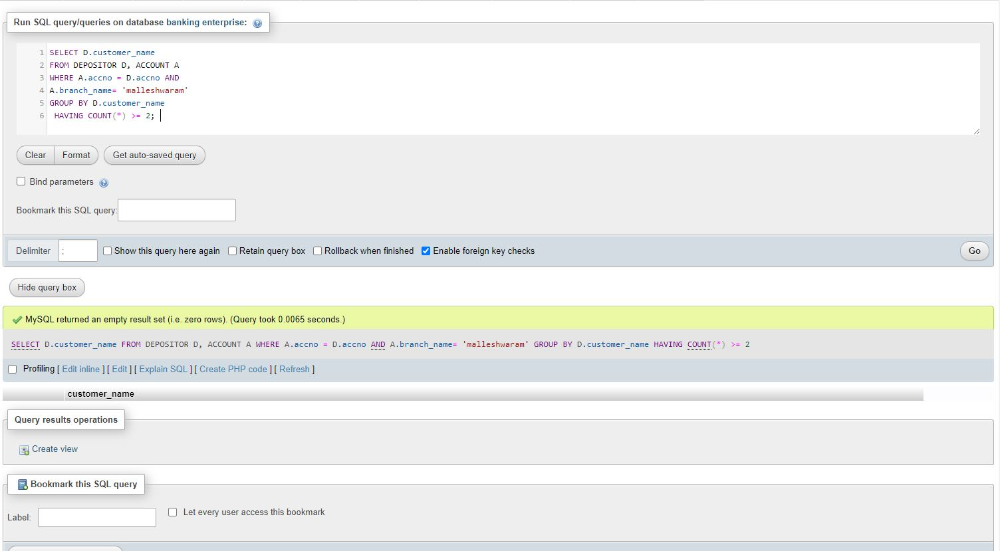 Run SQL query/queries on database banking enterprise:
1 SELECT D.customer_name
2 FROM DEPOSITOR D, ACCOUNT A
3 WHERE A.accno = D.accno AND
4 A.branch_name= 'malleshwaram'
5 GROUP BY D.customer_name
6 HAVING COUNT(*) >= 2;
Clear Format Get auto-saved query
Bind parameters
Bookmark this SQL query:
Delimiter ; Show this query here again Retain query box Rollback when finished Enable foreign key checks Go
Hide query box
MySQL returned an empty result set (i.e. zero rows). (Query took 0.0065 seconds.)
SELECT D.customer_name FROM DEPOSITOR D, ACCOUNT A WHERE A.accno = D.accno AND A.branch_name= 'malleshwaram' GROUP BY D.customer_name HAVING COUNT(*) >= 2
Profiling [ Edit inline ] [ Edit ] [ Explain SQL ] [ Create PHP code ] [ Refresh ]
customer_name
Query results operations
Create view
Bookmark this SQL query
Label: Let every user access this bookmark